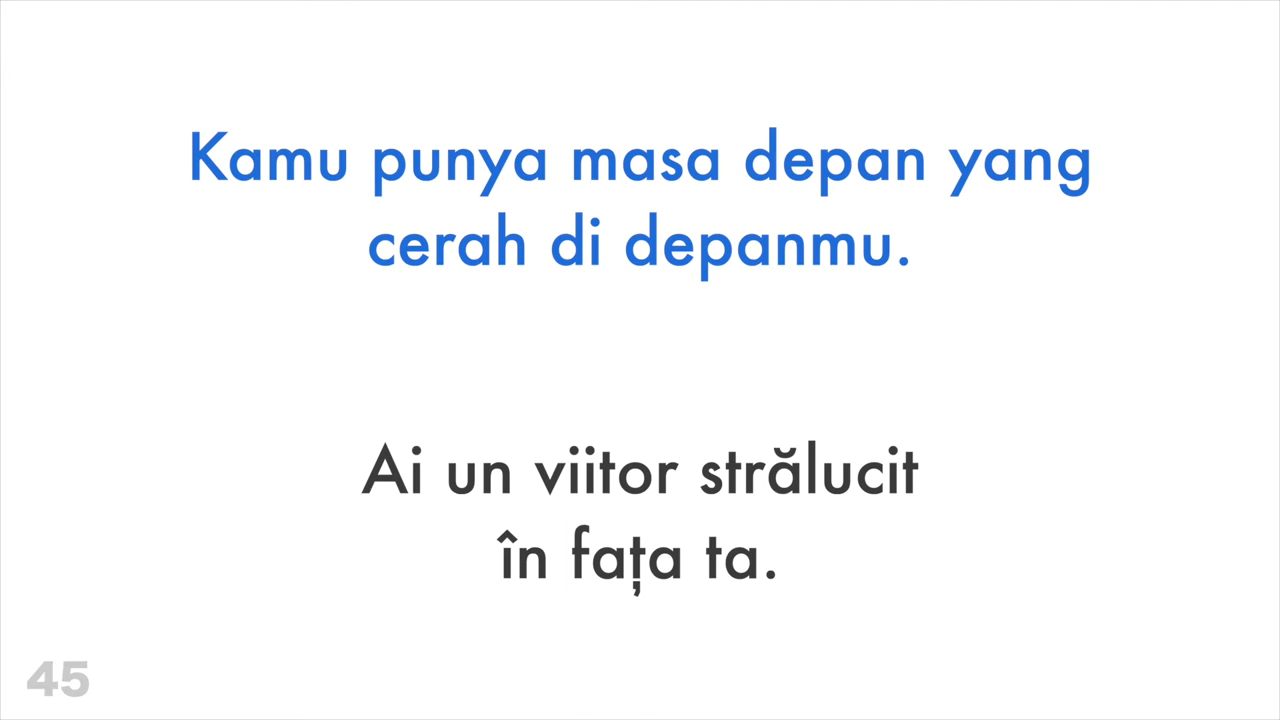 Kamu punya masa depan yang
cerah di depanmu.
Ai un viitor strălucit
în fața ta.
45